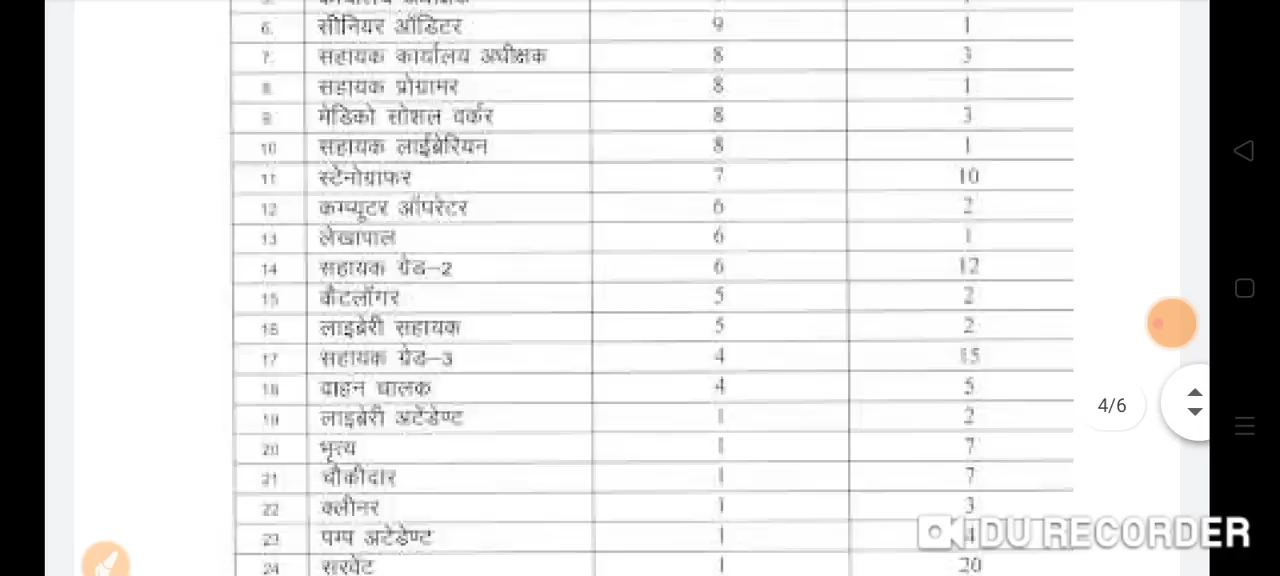 6. सीनियर ऑडिटर 9 1
7. सहायक कार्यालय अधीक्षक 8 3
8. सहायक प्रोग्रामर 8 1
9. मेडिको सोशल वर्कर 8 3
10 सहायक लाईब्रेरियन 8 1
11 स्टेनोग्राफर 7 10
12 कम्प्यूटर ऑपरेटर 6 2
13 लेखापाल 6 1
14 सहायक ग्रेड-2 6 12
15 कैटलॉगर 5 2
16 लाइब्रेरी सहायक 5 2
17 सहायक ग्रेड-3 4 15
18 वाहन चालक 4 5
4/6
19 लाइब्रेरी अटेंडेण्ट 1 2
20 भृत्य 1 7
21 चौकीदार 1 7
22 क्लीनर 1 3
23 पम्प अटेंडेण्ट 1 4
DU RECORDER
24 सरवेंट 1 20